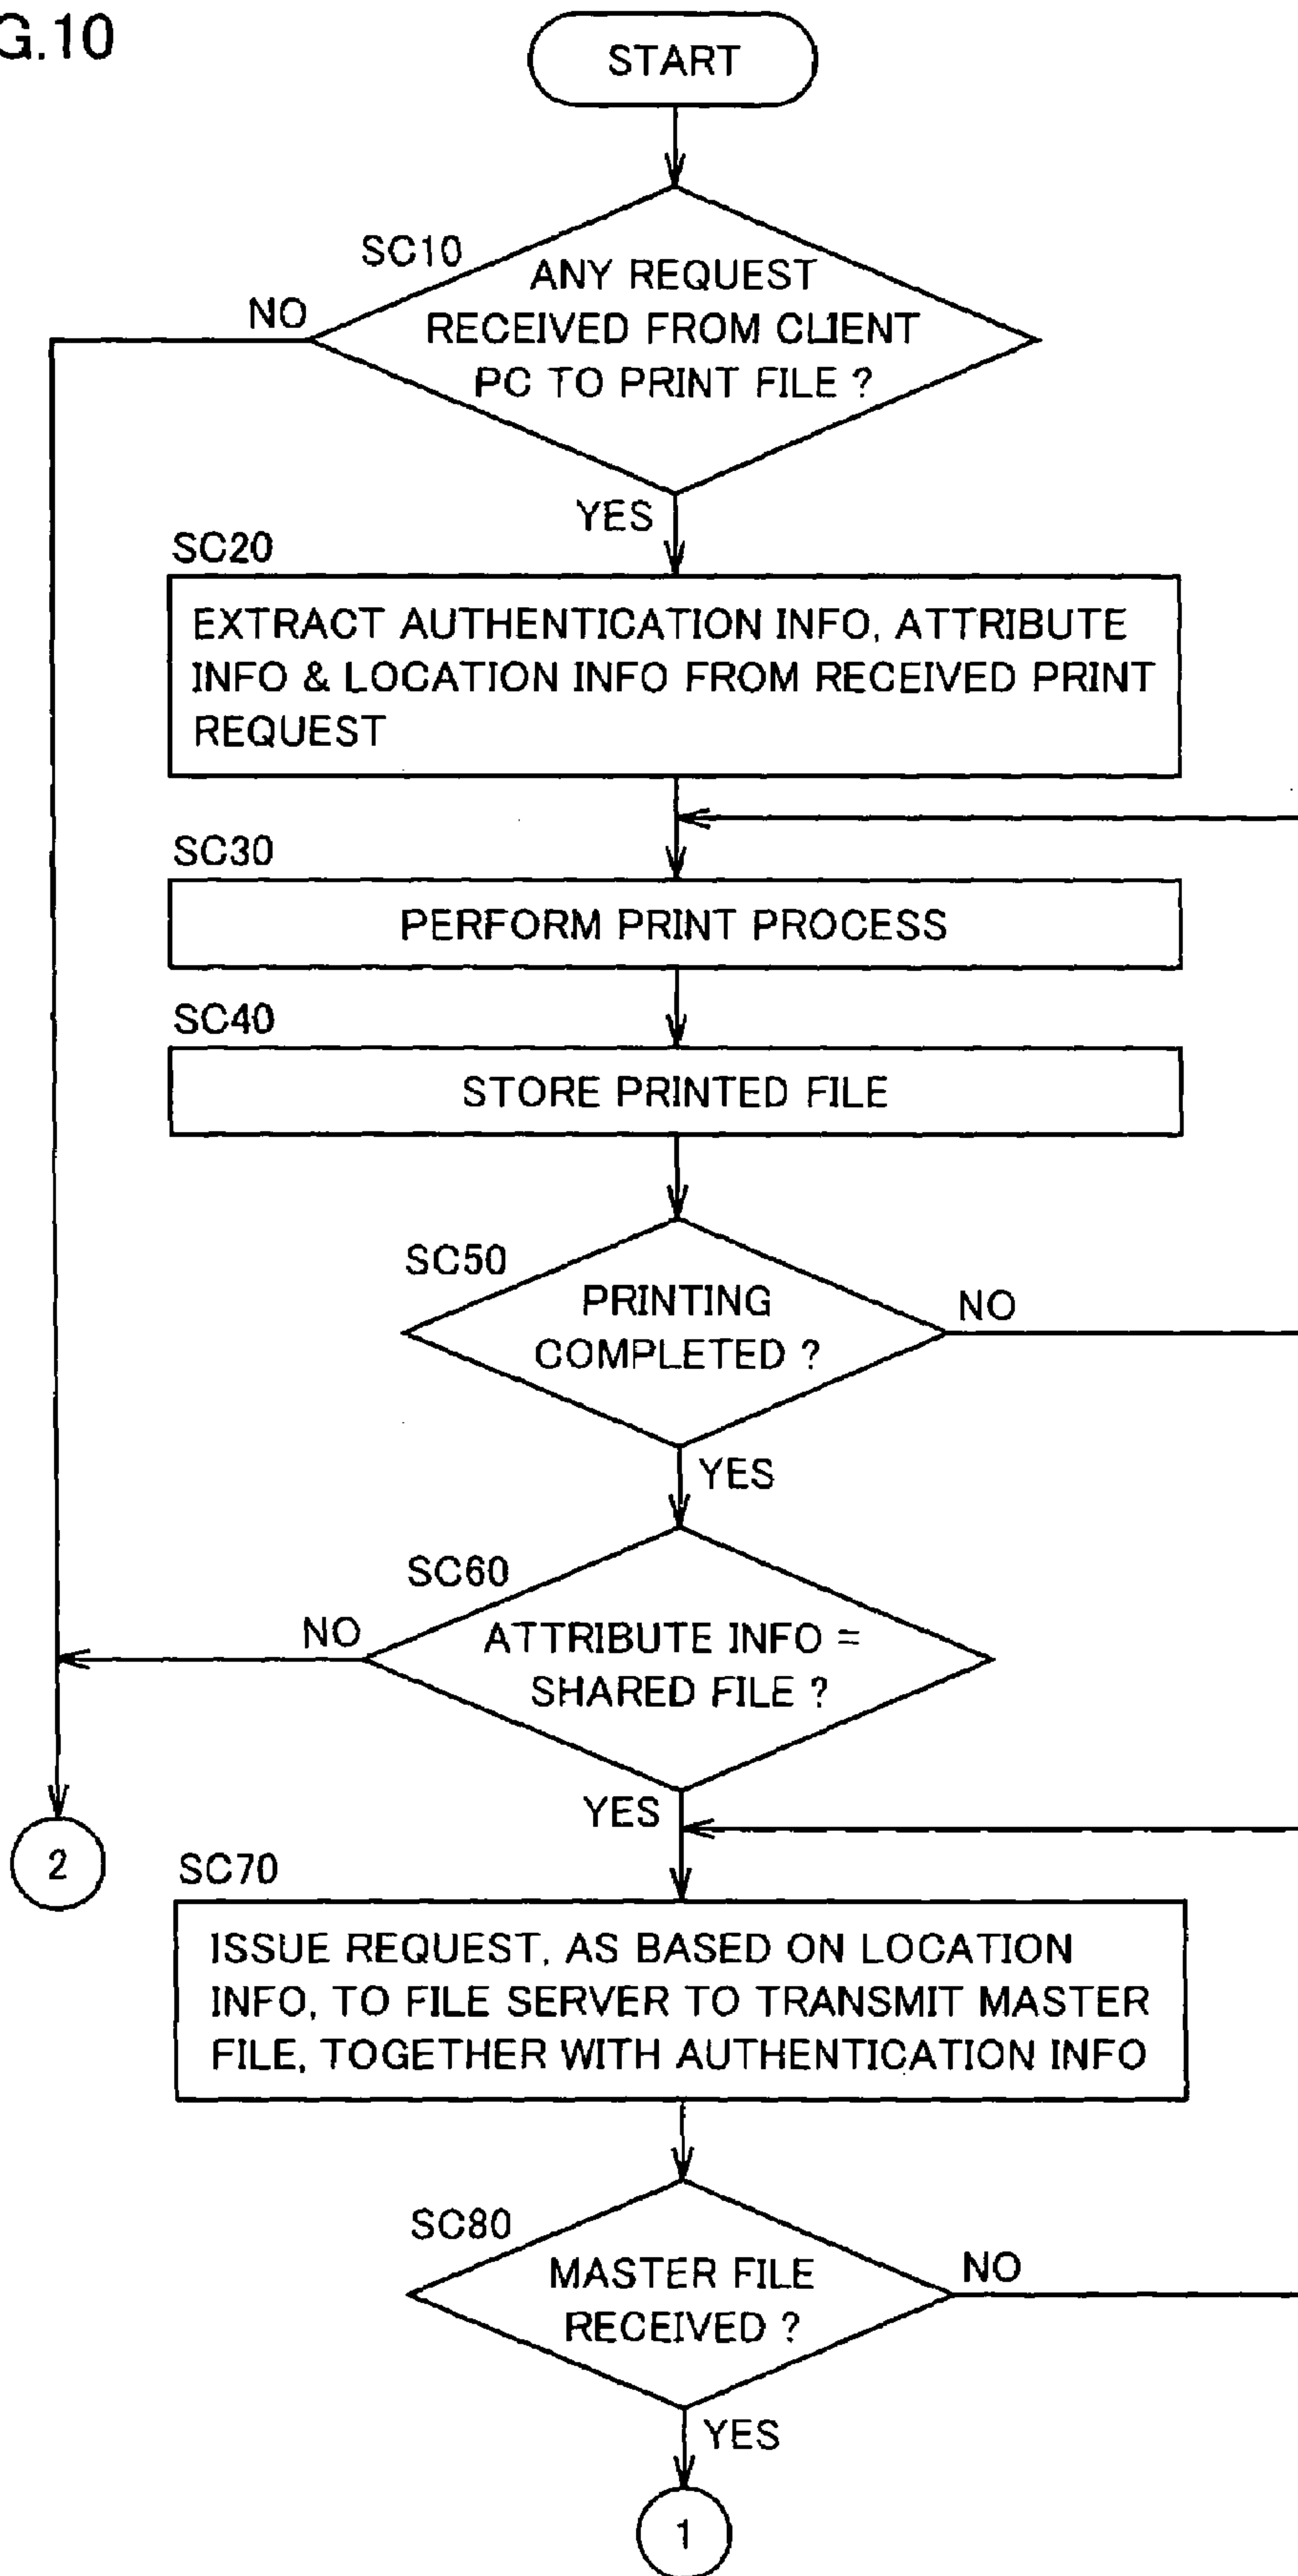 G.10
START
SC10
ANY REQUEST
RECEIVED FROM CLIENT
PC TO PRINT FILE ?
NO
YES
SC20
EXTRACT AUTHENTICATION INFO, ATTRIBUTE
INFO & LOCATION INFO FROM RECEIVED PRINT
REQUEST
SC30
PERFORM PRINT PROCESS
SC40
STORE PRINTED FILE
SC50
PRINTING
COMPLETED ?
NO
YES
SC60
ATTRIBUTE INFO =
SHARED FILE ?
NO
YES
2
SC70
ISSUE REQUEST, AS BASED ON LOCATION
INFO, TO FILE SERVER TO TRANSMIT MASTER
FILE, TOGETHER WITH AUTHENTICATION INFO
SC80
MASTER FILE
RECEIVED ?
NO
YES
1